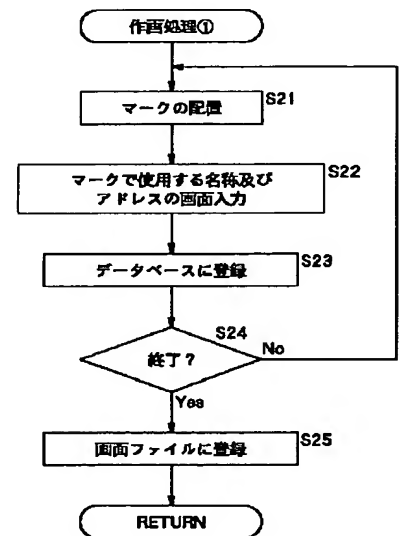 作画処理①
マークの配置
S21
マークで使用する名称及び
アドレスの画面入力
S22
データベースに登録
S23
S24
終了?
No
Yes
画面ファイルに登録
S25
RETURN